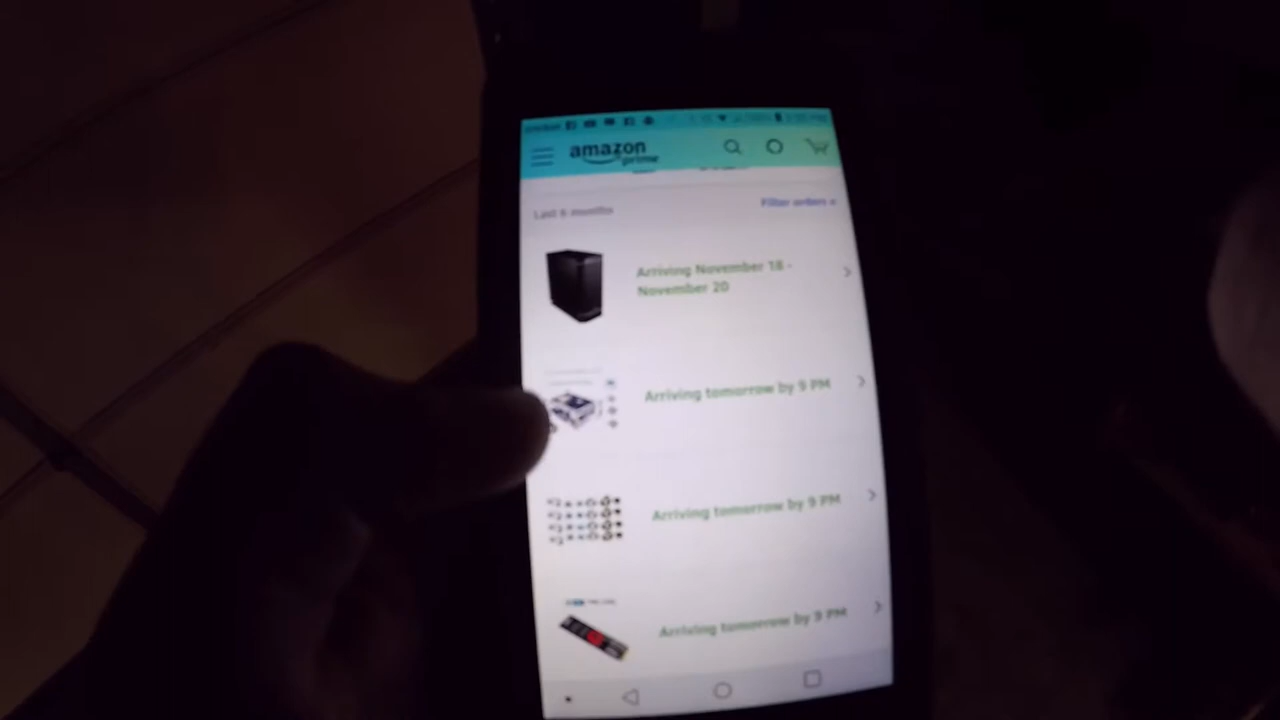 amazon
prime
Last 6 months
Filter orders
Arriving November 18 -
November 20
Arriving tomorrow by 9 PM
Arriving tomorrow by 9 PM
Arriving tomorrow by 9 PM